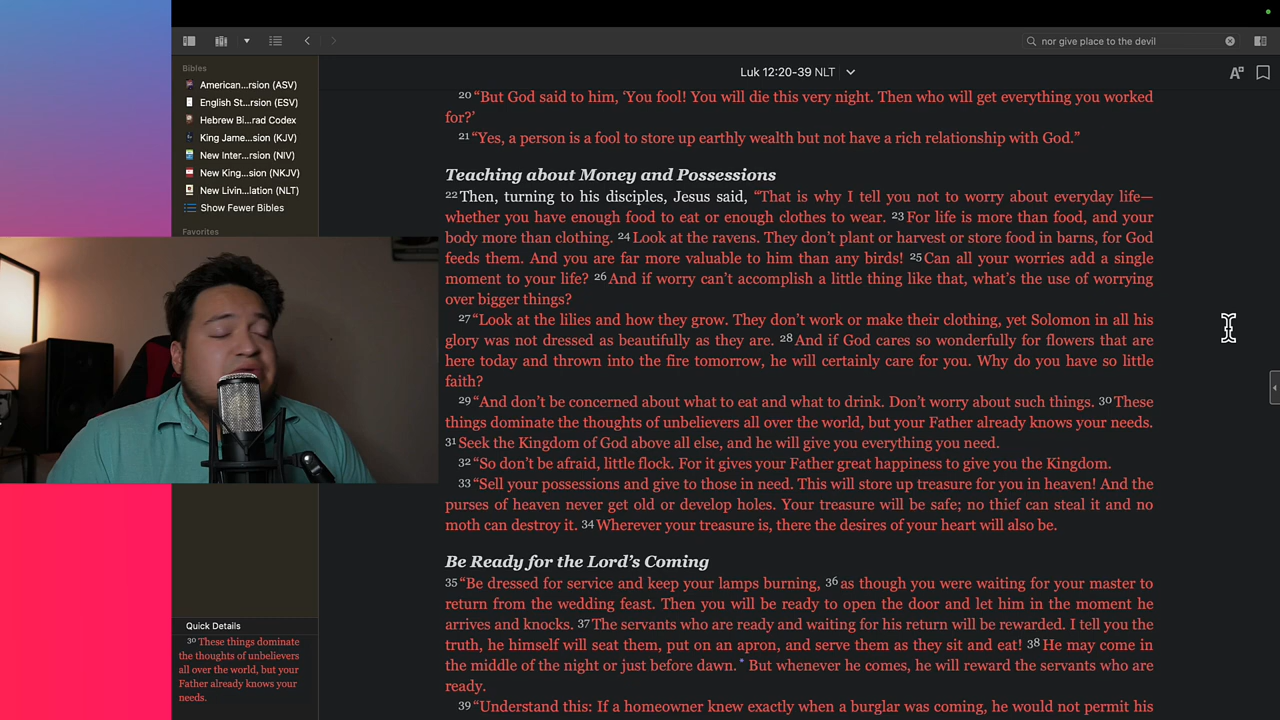 nor give place to the devil
Luk 12:20-39 NLT
Bibles
American...rsion (ASV)
English St...rsion (ESV)
Hebrew Bi...rad Codex
King Jame...rsion (KJV)
New Inter...rsion (NIV)
New King...sion (NKJV)
New Livin...lation (NLT)
Show Fewer Bibles
Favorites
Quick Details
30 These things dominate
the thoughts of unbelievers
all over the world, but your
Father already knows your
needs.
20 “But God said to him, ‘You fool! You will die this very night. Then who will get everything you worked
for?’
21 “Yes, a person is a fool to store up earthly wealth but not have a rich relationship with God.”
Teaching about Money and Possessions
22 Then, turning to his disciples, Jesus said, “That is why I tell you not to worry about everyday life—
whether you have enough food to eat or enough clothes to wear. 23 For life is more than food, and your
body more than clothing. 24 Look at the ravens. They don’t plant or harvest or store food in barns, for God
feeds them. And you are far more valuable to him than any birds! 25 Can all your worries add a single
moment to your life? 26 And if worry can’t accomplish a little thing like that, what’s the use of worrying
over bigger things?
27 “Look at the lilies and how they grow. They don’t work or make their clothing, yet Solomon in all his
glory was not dressed as beautifully as they are. 28 And if God cares so wonderfully for flowers that are
here today and thrown into the fire tomorrow, he will certainly care for you. Why do you have so little
faith?
29 “And don’t be concerned about what to eat and what to drink. Don’t worry about such things. 30 These
things dominate the thoughts of unbelievers all over the world, but your Father already knows your needs.
31 Seek the Kingdom of God above all else, and he will give you everything you need.
32 “So don’t be afraid, little flock. For it gives your Father great happiness to give you the Kingdom.
33 “Sell your possessions and give to those in need. This will store up treasure for you in heaven! And the
purses of heaven never get old or develop holes. Your treasure will be safe; no thief can steal it and no
moth can destroy it. 34 Wherever your treasure is, there the desires of your heart will also be.
Be Ready for the Lord’s Coming
35 “Be dressed for service and keep your lamps burning, 36 as though you were waiting for your master to
return from the wedding feast. Then you will be ready to open the door and let him in the moment he
arrives and knocks. 37 The servants who are ready and waiting for his return will be rewarded. I tell you the
truth, he himself will seat them, put on an apron, and serve them as they sit and eat! 38 He may come in
the middle of the night or just before dawn.* But whenever he comes, he will reward the servants who are
ready.
39 “Understand this: If a homeowner knew exactly when a burglar was coming, he would not permit his